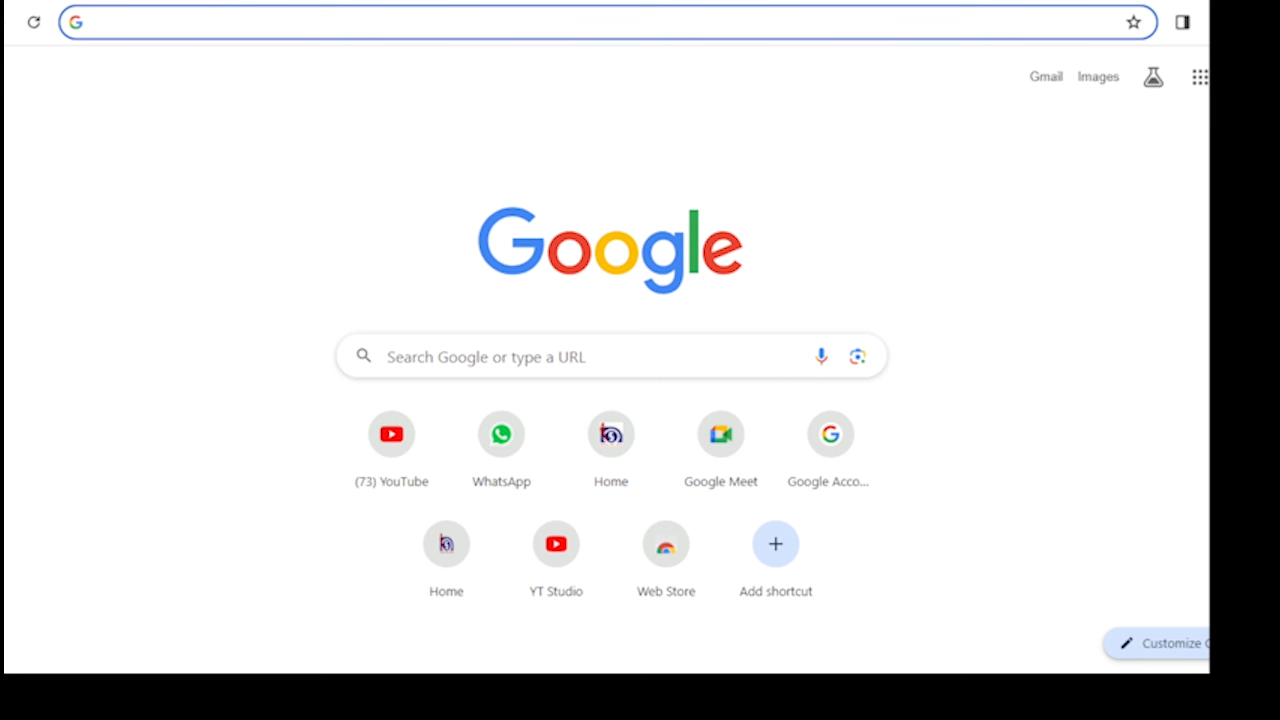 Gmail Images
Google
Search Google or type a URL
(73) YouTube WhatsApp Home Google Meet Google Acco...
Home YT Studio Web Store Add shortcut
Customize C